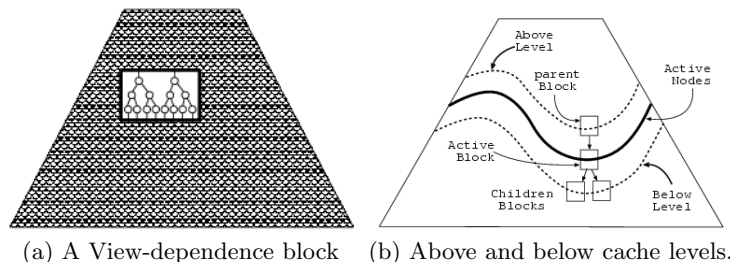 Above
Level
parent
Block
Active
Nodes
Active
Block
Children
Blocks
Below
Level
(a) A View-dependence block
(b) Above and below cache levels.